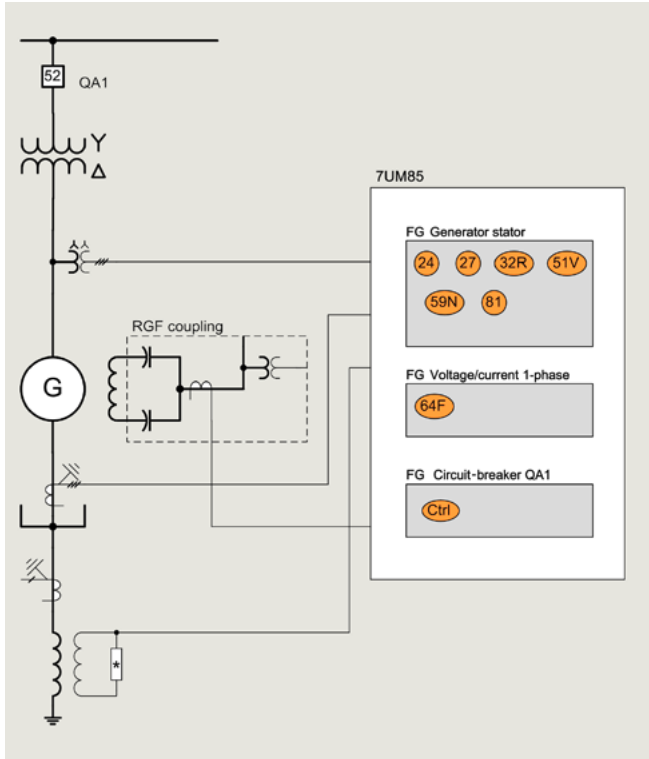 52
QA1
Y
Δ
7UM85
FG Generator stator
24 27 32R 51V
59N 81
RGF coupling
FG Voltage/current 1-phase
G
64F
FG Circuit-breaker QA1
Ctrl
*